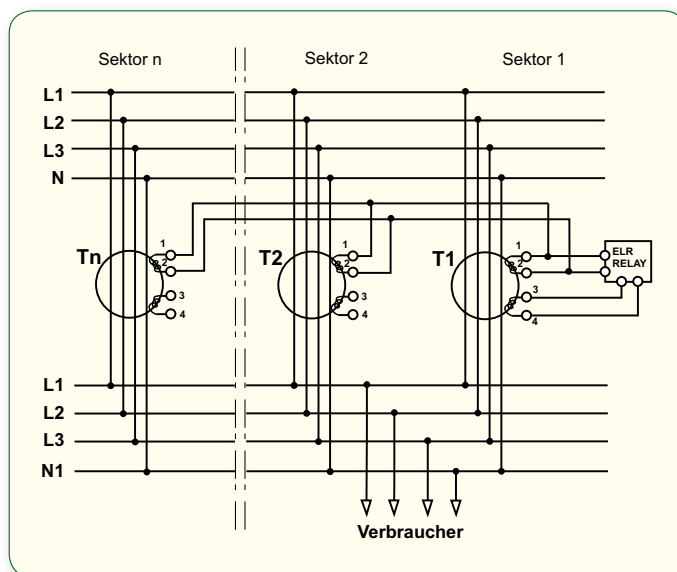 Sektor n
Sektor 2
Sektor 1
L1
L2
L3
N
Tn
1
2
3
4
T2
1
2
3
4
T1
1
2
3
4
ELR
RELAY
L1
L2
L3
N1
Verbraucher